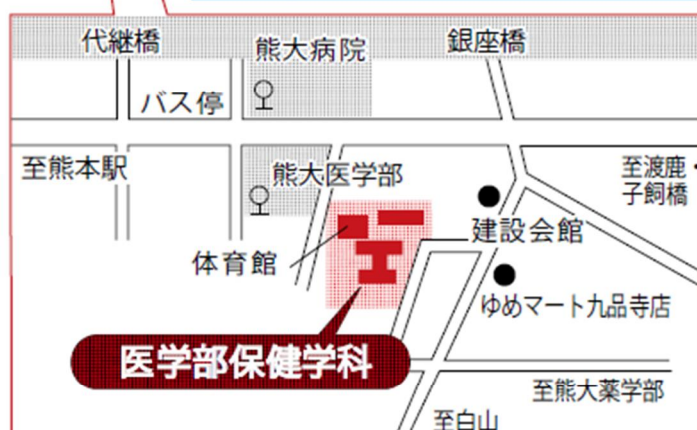 代継橋
熊大病院
銀座橋
バス停
至熊本駅
熊大医学部
至渡鹿・
子飼橋
体育館
建設会館
ゆめマート九品寺店
医学部保健学科
至熊大薬学部
至白山